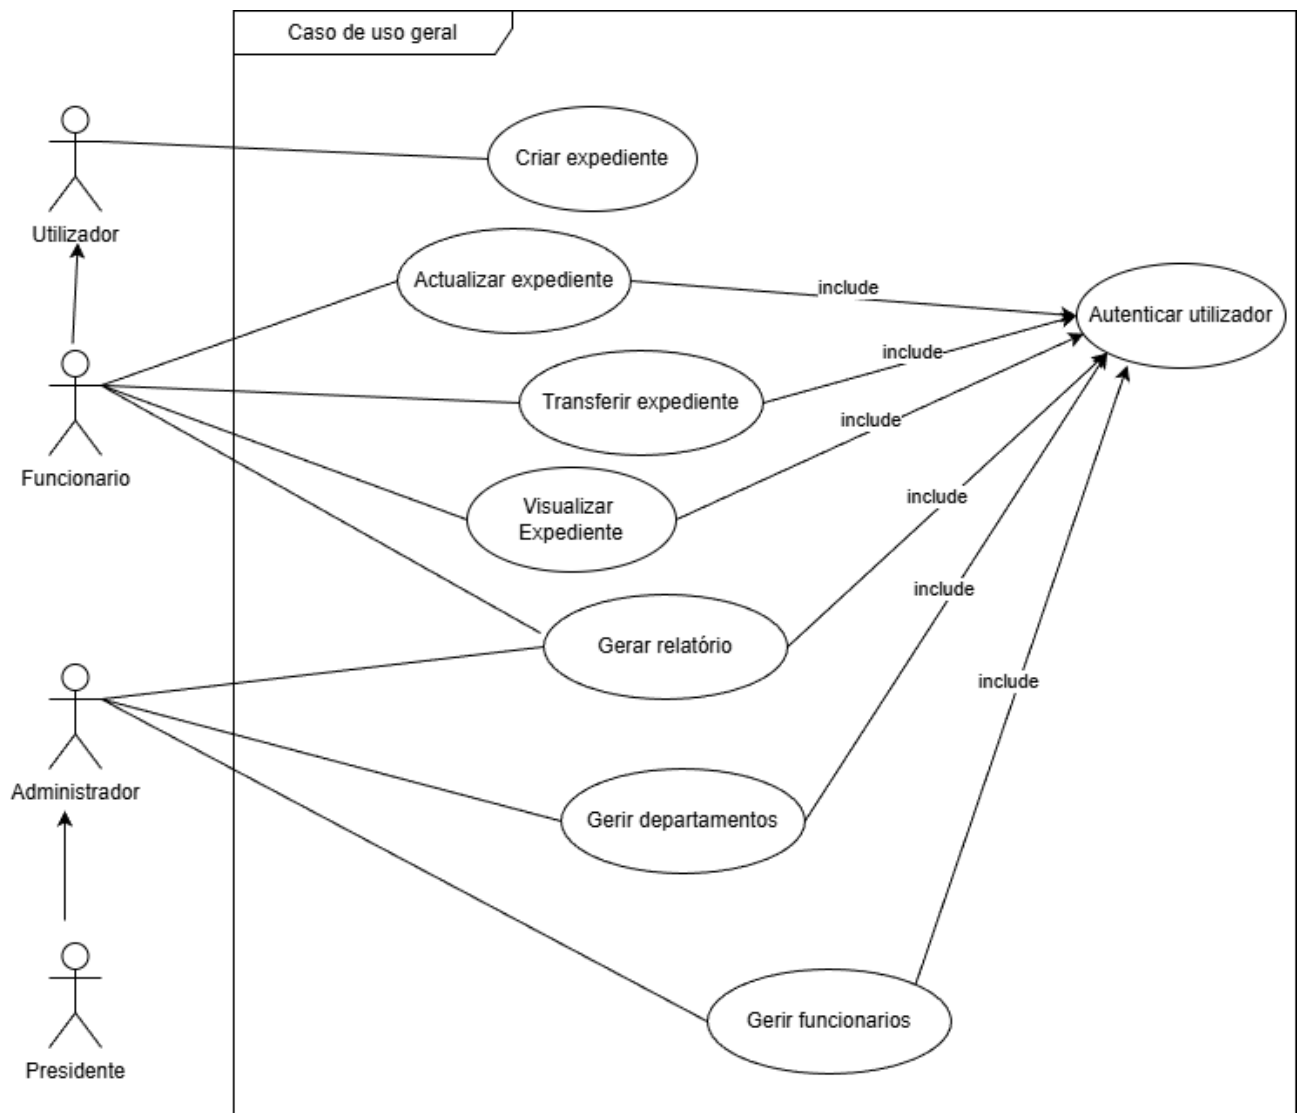 Caso de uso geral
Criar expediente
Utilizador
Actualizar expediente
include
Autenticar utilizador
include
Transferir expediente
include
Funcionario
Visualizar
Expediente
include
include
Gerar relatório
include
Administrador
Gerir departamentos
Gerir funcionarios
Presidente